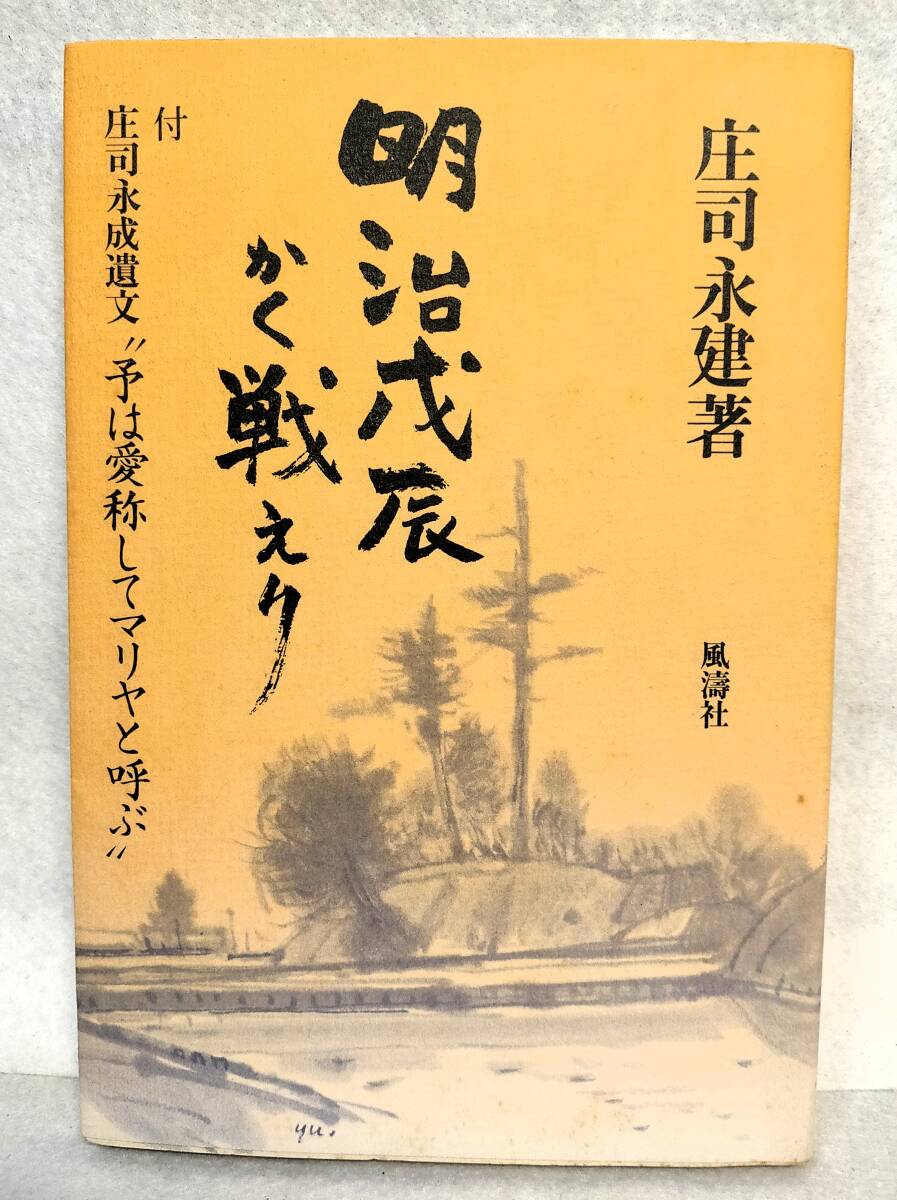 庄司永建著
風濤社
明治戊辰
かく戦えり
付
庄司永成遺文〝予は愛称してマリヤと呼ぶ〟
yu.